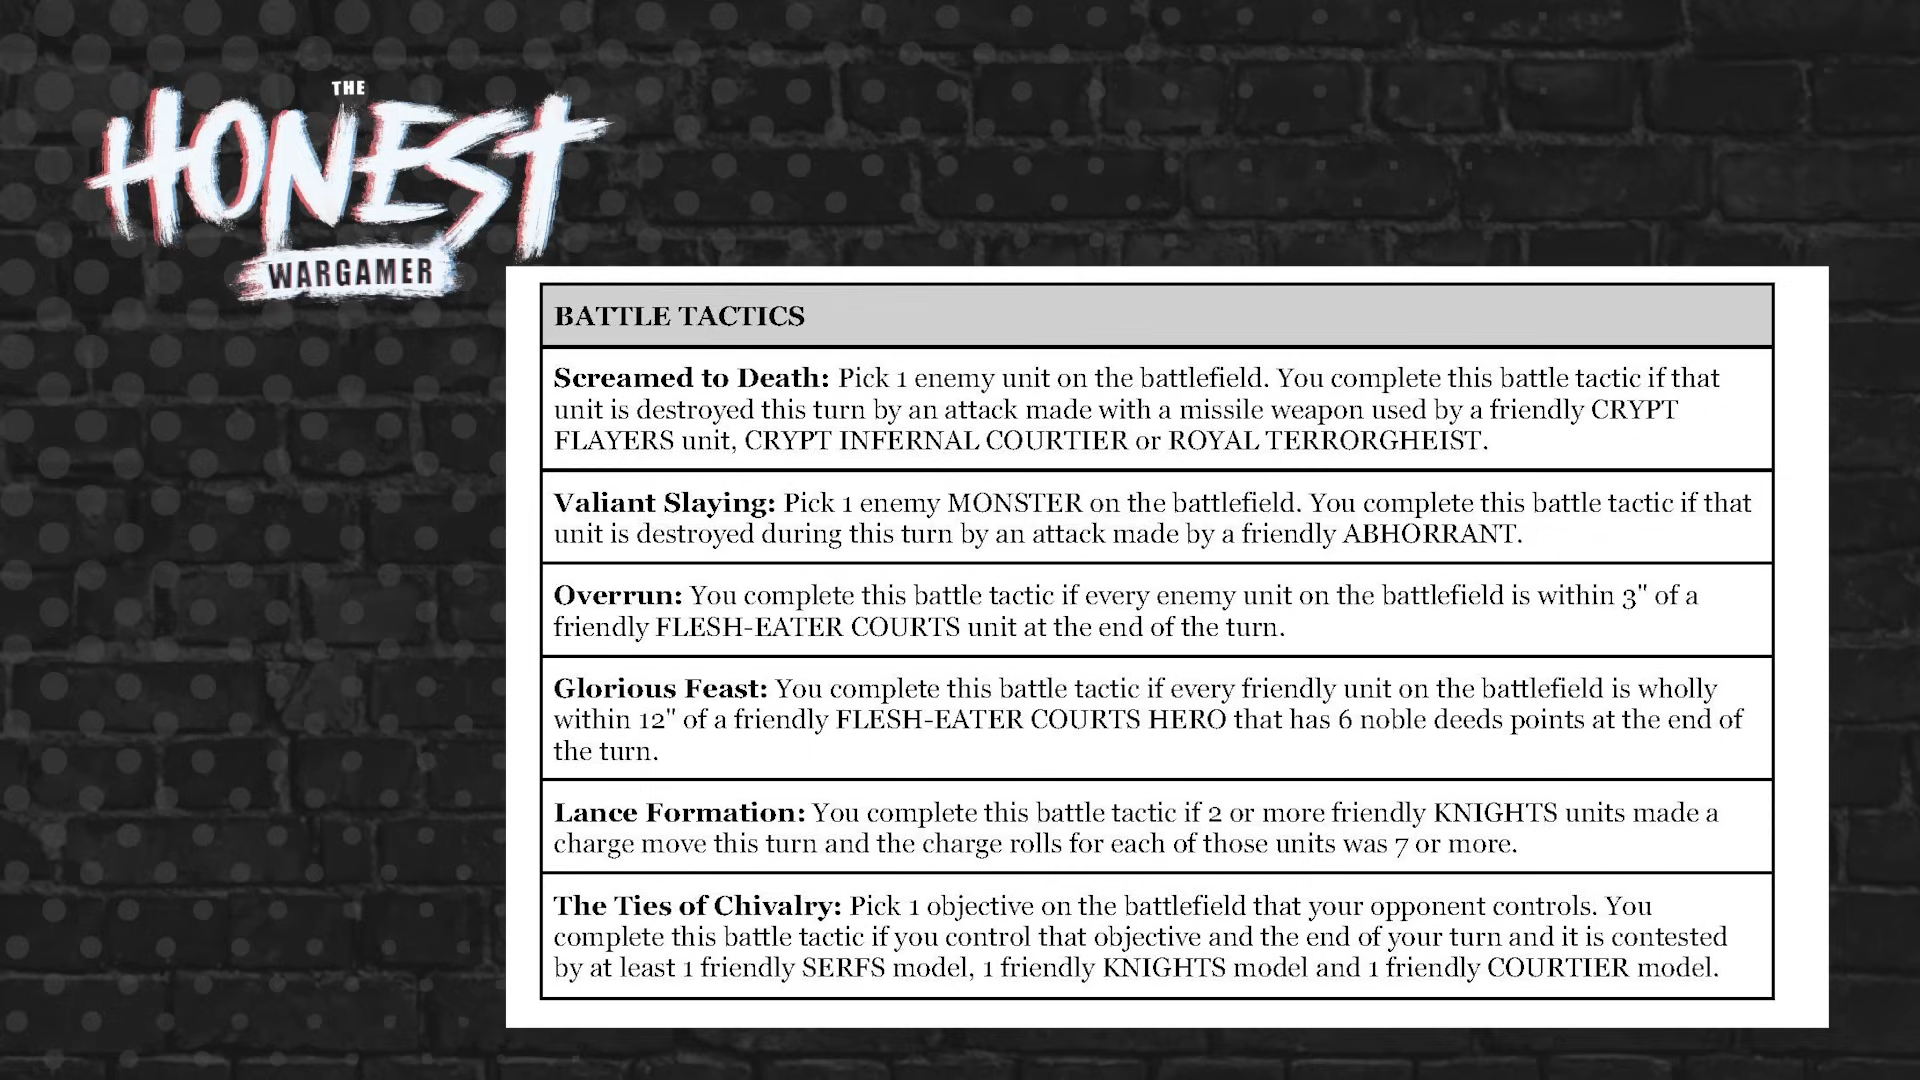 THE
HONEST
WARGAMER
BATTLE TACTICS
Screamed to Death: Pick 1 enemy unit on the battlefield. You complete this battle tactic if that
unit is destroyed this turn by an attack made with a missile weapon used by a friendly CRYPT
FLAYERS unit, CRYPT INFERNAL COURTIER or ROYAL TERRORGHEIST.
Valiant Slaying: Pick 1 enemy MONSTER on the battlefield. You complete this battle tactic if that
unit is destroyed during this turn by an attack made by a friendly ABHORRANT.
Overrun: You complete this battle tactic if every enemy unit on the battlefield is within 3" of a
friendly FLESH-EATER COURTS unit at the end of the turn.
Glorious Feast: You complete this battle tactic if every friendly unit on the battlefield is wholly
within 12" of a friendly FLESH-EATER COURTS HERO that has 6 noble deeds points at the end of
the turn.
Lance Formation: You complete this battle tactic if 2 or more friendly KNIGHTS units made a
charge move this turn and the charge rolls for each of those units was 7 or more.
The Ties of Chivalry: Pick 1 objective on the battlefield that your opponent controls. You
complete this battle tactic if you control that objective and the end of your turn and it is contested
by at least 1 friendly SERFS model, 1 friendly KNIGHTS model and 1 friendly COURTIER model.